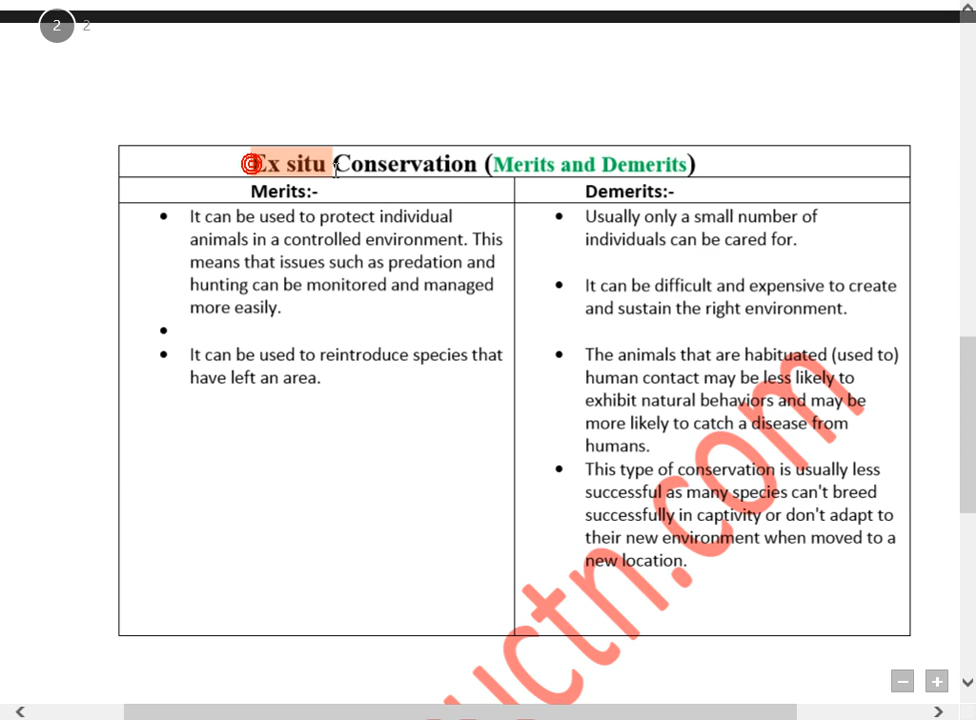 2 2
Ex situ Conservation (Merits and Demerits)
Merits:-
Demerits:-
• It can be used to protect individual
animals in a controlled environment. This
means that issues such as predation and
hunting can be monitored and managed
more easily.
•
• It can be used to reintroduce species that
have left an area.
• Usually only a small number of
individuals can be cared for.
• It can be difficult and expensive to create
and sustain the right environment.
• The animals that are habituated (used to)
human contact may be less likely to
exhibit natural behaviors and may be
more likely to catch a disease from
humans.
• This type of conservation is usually less
successful as many species can't breed
successfully in captivity or don't adapt to
their new environment when moved to a
new location.
uctn.com